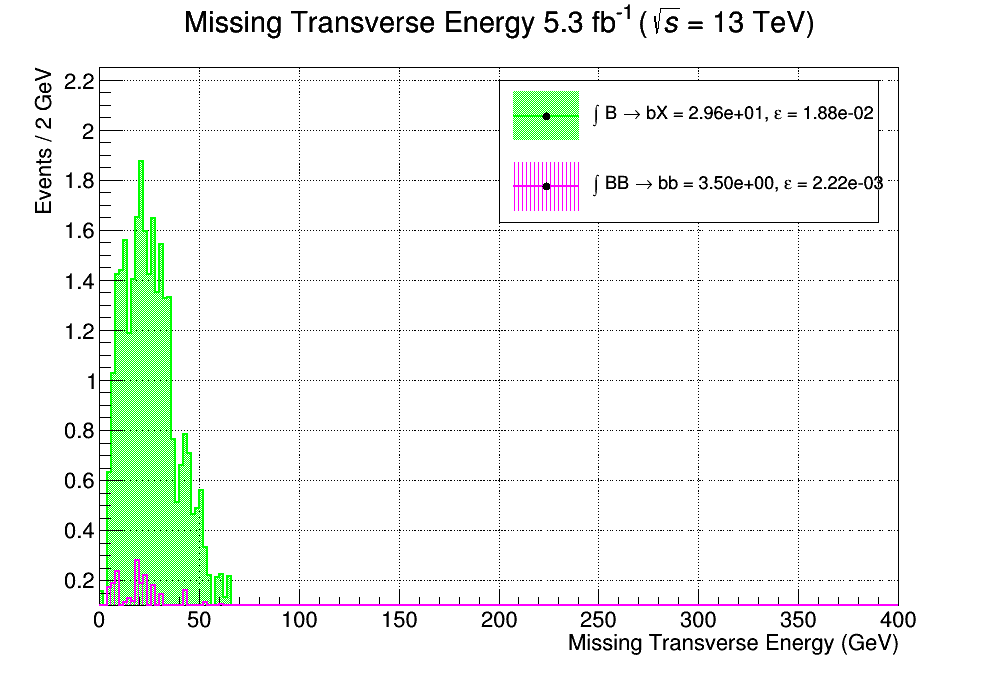 Missing Transverse Energy 5.3 fb⁻¹ (√s = 13 TeV)
Events / 2 GeV
2.2
2
1.8
1.6
1.4
1.2
1
0.8
0.6
0.4
0.2
∫ B → bX = 2.96e+01, ε = 1.88e-02
∫ BB → bb = 3.50e+00, ε = 2.22e-03
0 50 100 150 200 250 300 350 400
Missing Transverse Energy (GeV)